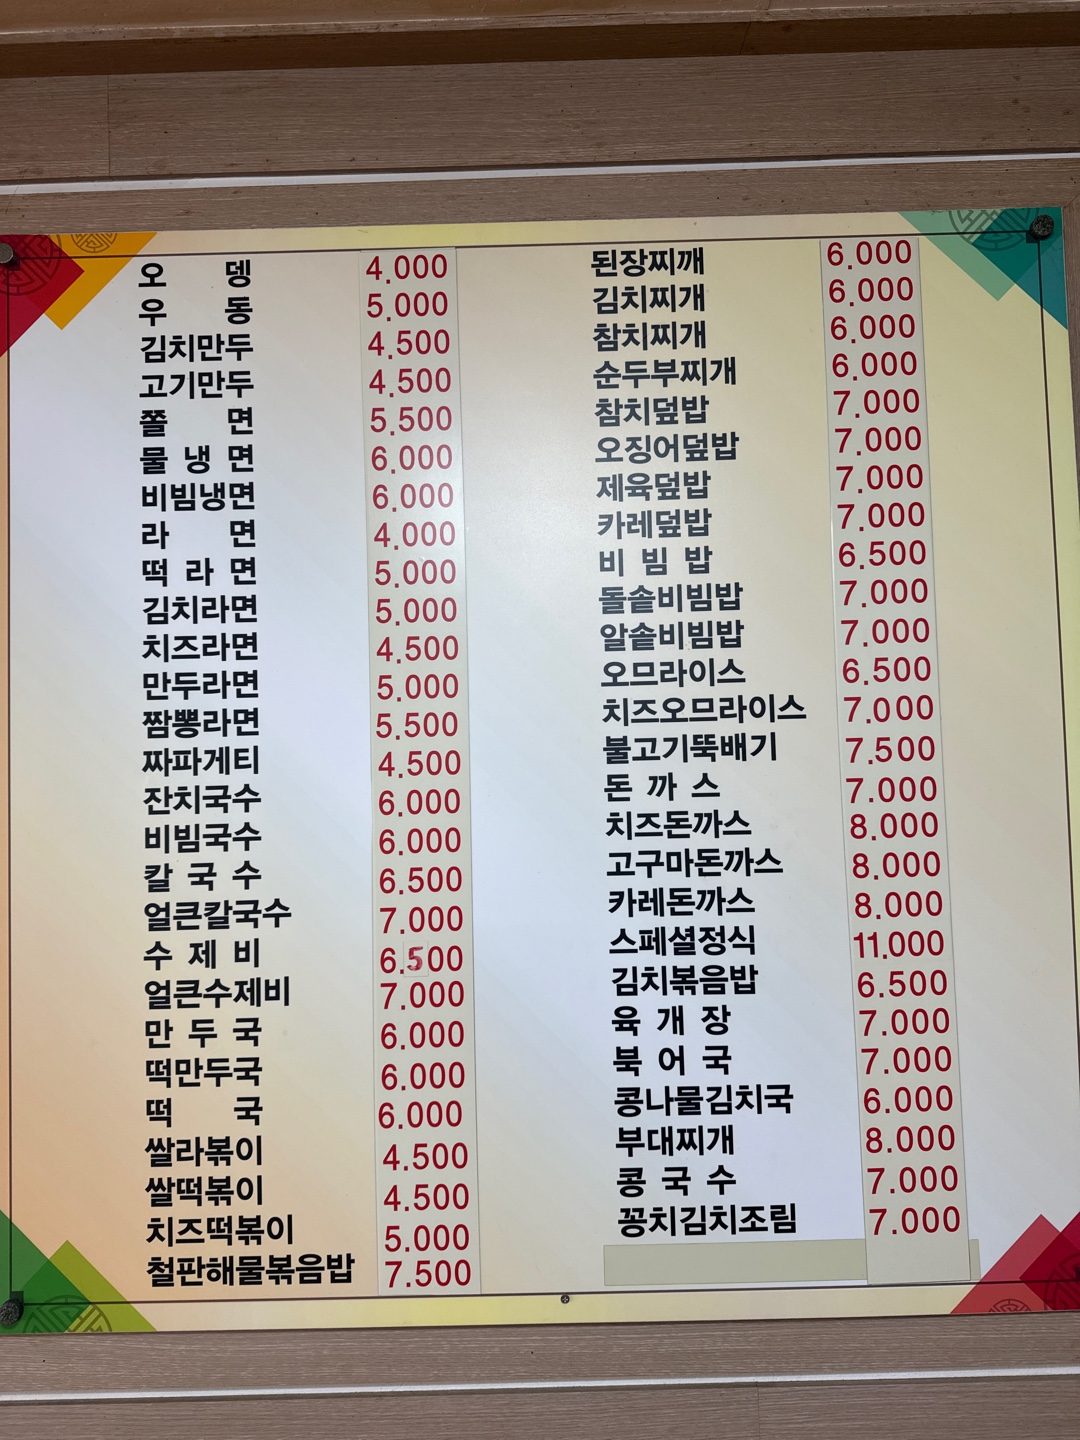 오 뎅 4.000
우 동 5.000
김치만두 4.500
고기만두 4.500
쫄 면 5.500
물 냉 면 6.000
비빔냉면 6.000
라 면 4.000
떡 라 면 5.000
김치라면 5.000
치즈라면 4.500
만두라면 5.000
짬뽕라면 5.500
짜파게티 4.500
잔치국수 6.000
비빔국수 6.000
칼 국 수 6.500
얼큰칼국수 7.000
수 제 비 6.500
얼큰수제비 7.000
만 두 국 6.000
떡만두국 6.000
떡 국 6.000
쌀라볶이 4.500
쌀떡볶이 4.500
치즈떡볶이 5.000
철판해물볶음밥 7.500
된장찌깨 6.000
김치찌개 6.000
참치찌개 6.000
순두부찌개 6.000
참치덮밥 7.000
오징어덮밥 7.000
제육덮밥 7.000
카레덮밥 7.000
비 빔 밥 6.500
돌솥비빔밥 7.000
알솥비빔밥 7.000
오므라이스 6.500
치즈오므라이스 7.000
불고기뚝배기 7.500
돈 까 스 7.000
치즈돈까스 8.000
고구마돈까스 8.000
카레돈까스 8.000
스페셜정식 11.000
김치볶음밥 6.500
육 개 장 7.000
북 어 국 7.000
콩나물김치국 6.000
부대찌개 8.000
콩 국 수 7.000
꽁치김치조림 7.000